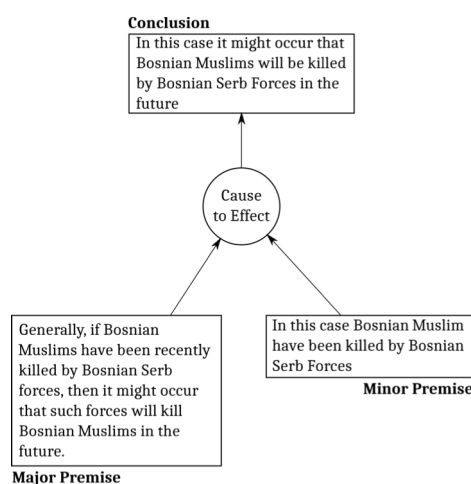 Conclusion
In this case it might occur that
Bosnian Muslims will be killed
by Bosnian Serb Forces in the
future
Cause
to Effect
Generally, if Bosnian
Muslims have been recently
killed by Bosnian Serb
forces, then it might occur
that such forces will kill
Bosnian Muslims in the
future.
Major Premise
In this case Bosnian Muslim
have been killed by Bosnian
Serb Forces
Minor Premise